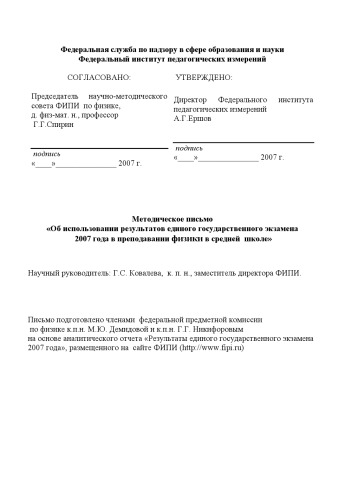 Федеральная служба по надзору в сфере образования и науки
Федеральный институт педагогических измерений
СОГЛАСОВАНО:
Председатель научно-методического
совета ФИПИ по физике,
д. физ-мат. н., профессор
Г.Г.Спирин
подпись
«____»________________ 2007 г.
УТВЕРЖДЕНО:
Директор Федерального института
педагогических измерений
А.Г.Ершов
подпись
«____»________________ 2007 г.
Методическое письмо
«Об использовании результатов единого государственного экзамена
2007 года в преподавании физики в средней школе»
Научный руководитель: Г.С. Ковалева, к. п. н., заместитель директора ФИПИ.
Письмо подготовлено членами федеральной предметной комиссии
по физике к.п.н. М.Ю. Демидовой и к.п.н. Г.Г. Никифоровым
на основе аналитического отчета «Результаты единого государственного экзамена
2007 года», размещенного на сайте ФИПИ (http://www.fipi.ru)